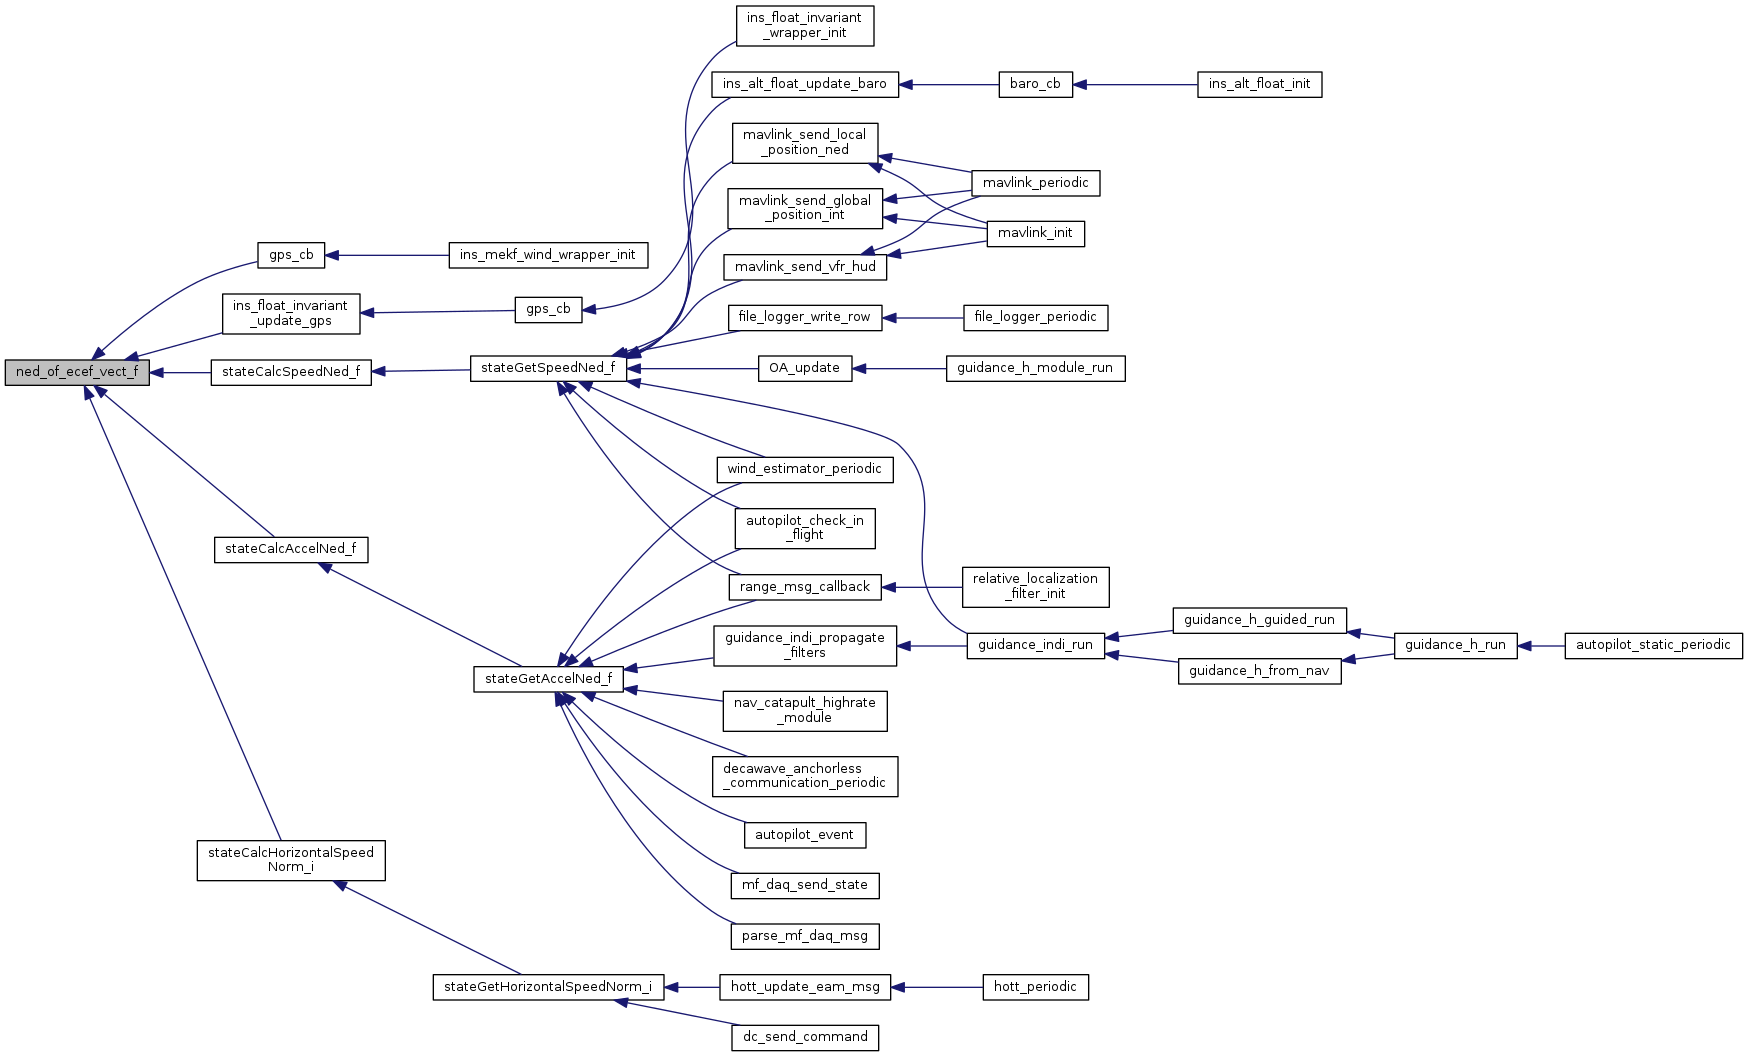 ins_float_invariant
_wrapper_init
ins_alt_float_update_baro
baro_cb
ins_alt_float_init
mavlink_send_local
_position_ned
mavlink_periodic
mavlink_send_global
_position_int
mavlink_init
gps_cb
ins_mekf_wind_wrapper_init
mavlink_send_vfr_hud
ins_float_invariant
_update_gps
gps_cb
file_logger_write_row
file_logger_periodic
ned_of_ecef_vect_f
stateCalcSpeedNed_f
stateGetSpeedNed_f
OA_update
guidance_h_module_run
wind_estimator_periodic
autopilot_check_in
_flight
stateCalcAccelNed_f
range_msg_callback
relative_localization
_filter_init
guidance_indi_propagate
_filters
guidance_indi_run
guidance_h_guided_run
guidance_h_from_nav
guidance_h_run
autopilot_static_periodic
stateGetAccelNed_f
nav_catapult_highrate
_module
decawave_anchorless
_communication_periodic
autopilot_event
stateCalcHorizontalSpeed
Norm_i
mf_daq_send_state
parse_mf_daq_msg
stateGetHorizontalSpeedNorm_i
hott_update_eam_msg
hott_periodic
dc_send_command